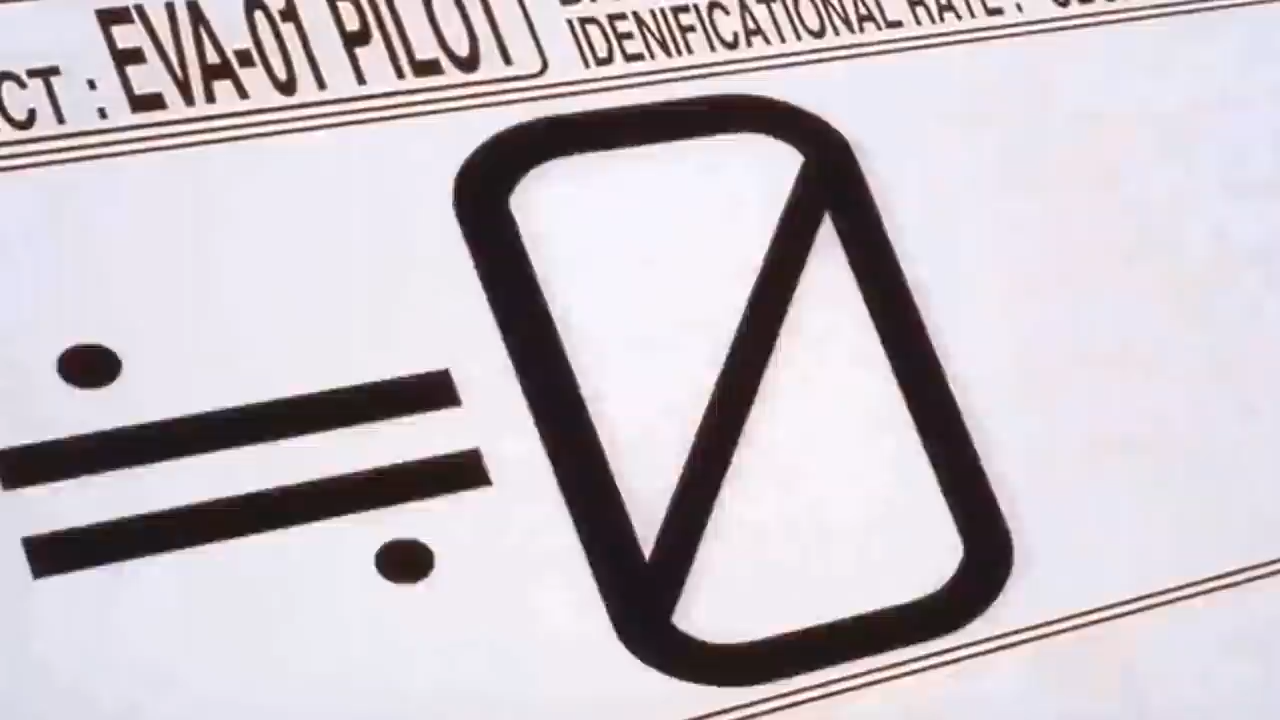 CT : EVA-01 PILOT
IDENIFICATIONAL RATE :
≒0